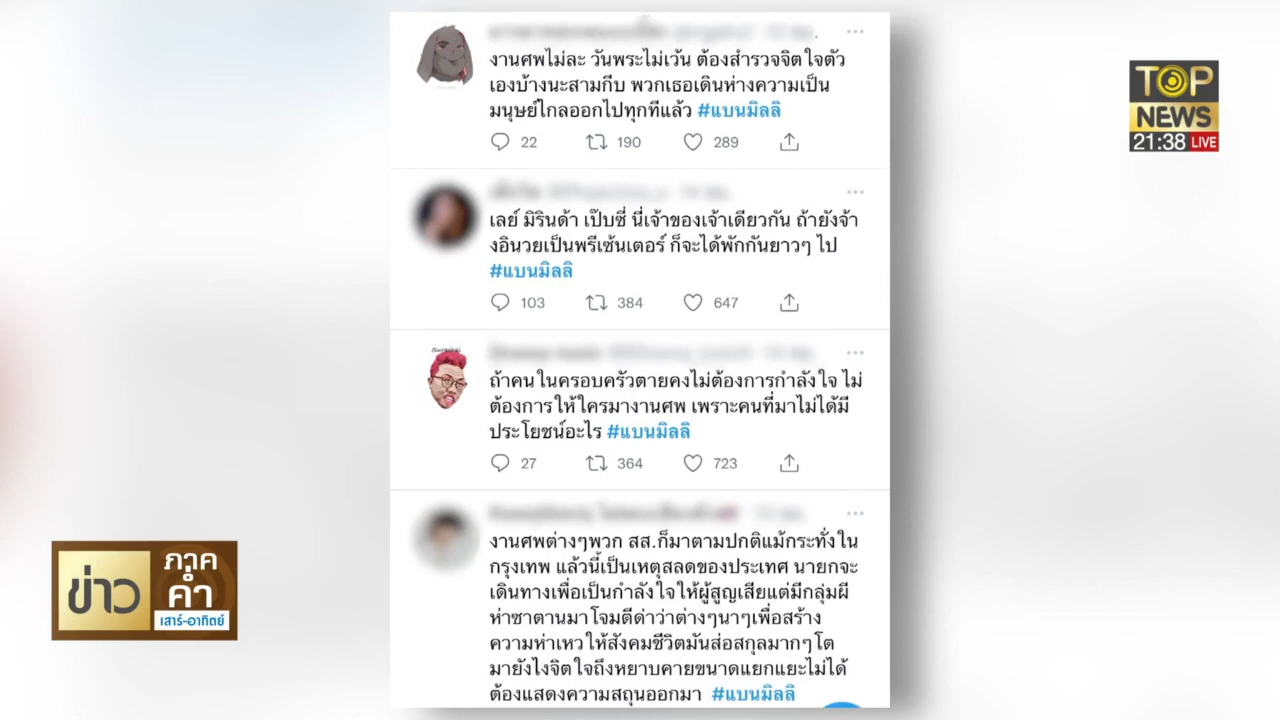 งานศพไม่ละ วันพระไม่เว้น ต้องสำรวจจิตใจตัว
เองบ้างนะสามกีบ พวกเธอเดินห่างความเป็น
มนุษย์ไกลออกไปทุกทีแล้ว #แบนมิลลิ
22 190 289
เลย์ มิรินด้า เป๊บซี่ นี่เจ้าของเจ้าเดียวกัน ถ้ายังจ้า
งอินวยเป็นพรีเซ้นเตอร์ ก็จะได้พักกันยาวๆ ไป
#แบนมิลลิ
103 384 647
ถ้าคนในครอบครัวตายคงไม่ต้องการกำลังใจ ไม่
ต้องการให้ใครมางานศพ เพราะคนที่มาไม่ได้มี
ประโยชน์อะไร #แบนมิลลิ
27 364 723
งานศพต่างๆพวก สส.ก็มาตามปกติแม้กระทั่งใน
กรุงเทพ แล้วนี้เป็นเหตุสลดของประเทศ นายกจะ
เดินทางเพื่อเป็นกำลังใจให้ผู้สูญเสียแต่มีกลุ่มผี
ห่าซาตานมาโจมตีด่าว่าต่างๆนาๆเพื่อสร้าง
ความห่าเหวให้สังคมชีวิตมันส่อสกุลมากๆโต
มายังไงจิตใจถึงหยาบคายขนาดแยกแยะไม่ได้
ต้องแสดงความสถุนออกมา #แบนมิลลิ
TOP
NEWS
21:38 LIVE
ข่าว
ภาค
ค่ำ
เสาร์-อาทิตย์